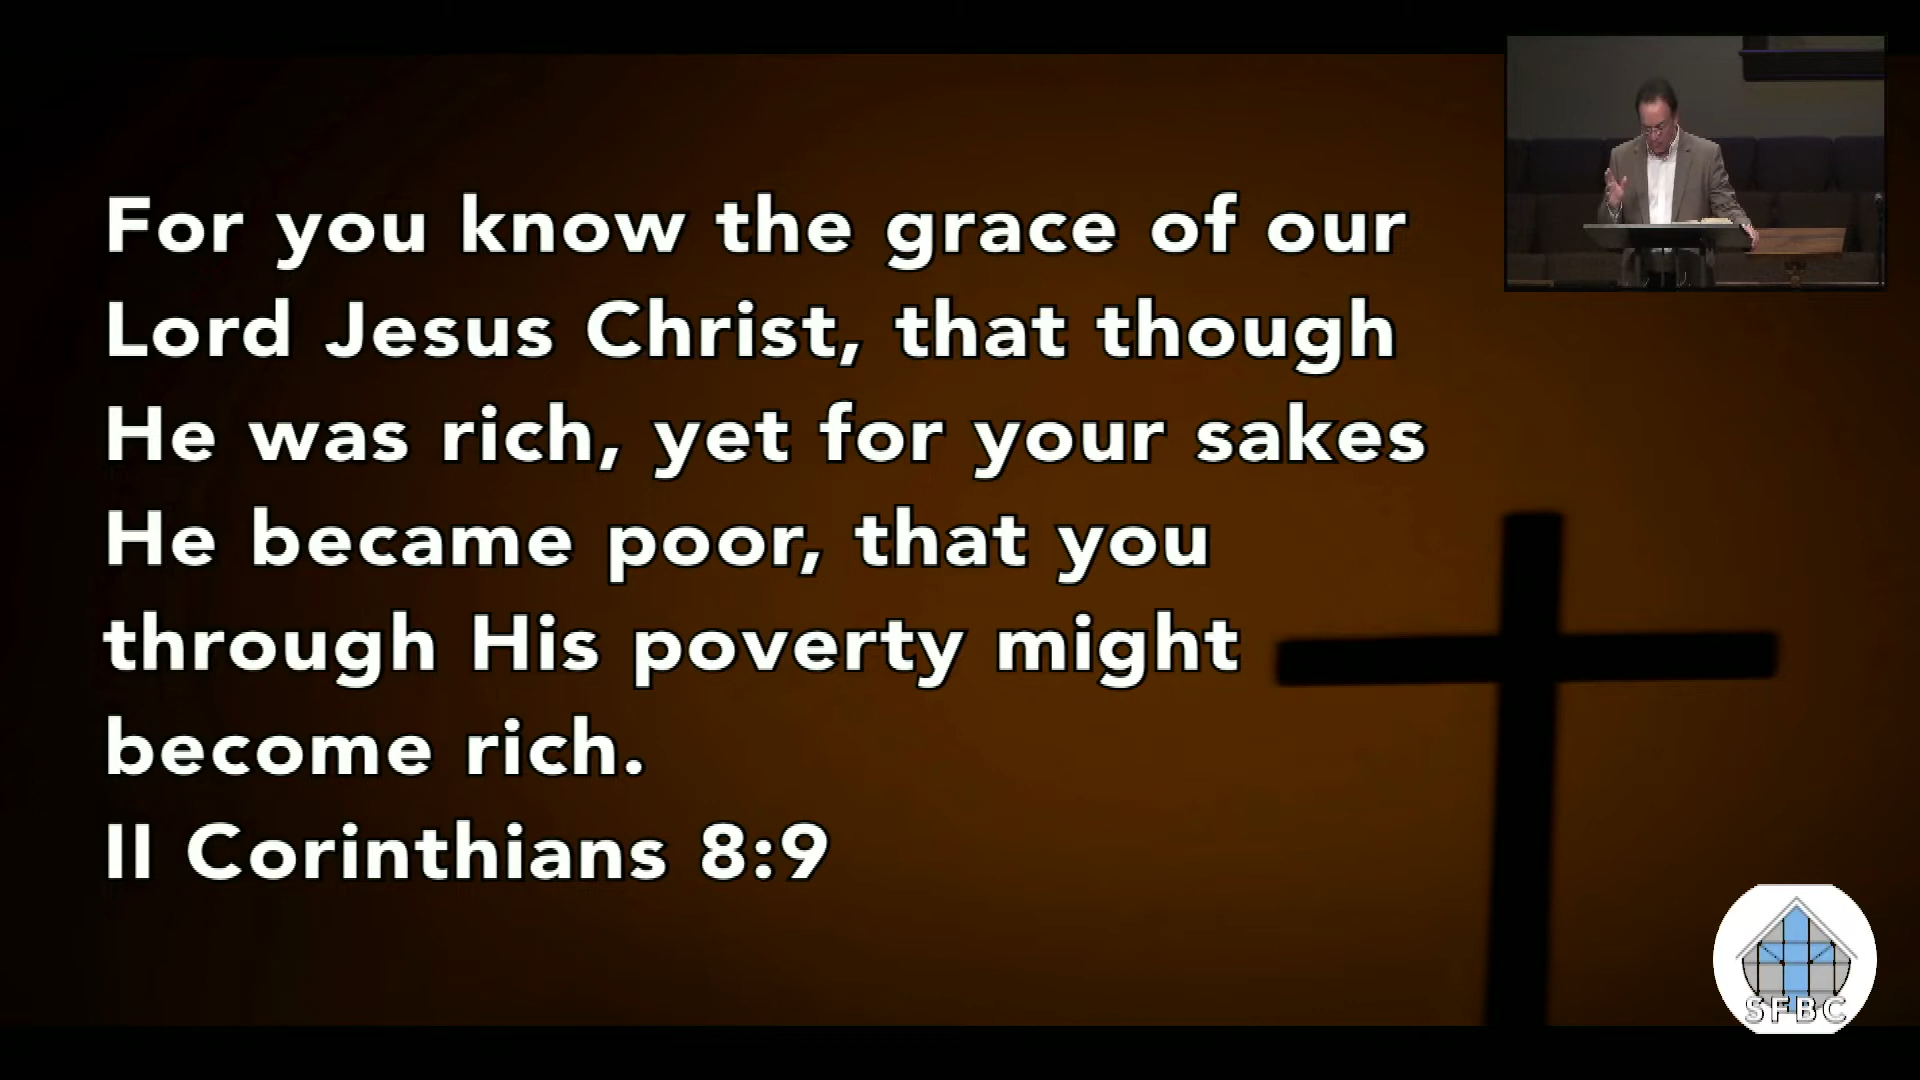 For you know the grace of our
Lord Jesus Christ, that though
He was rich, yet for your sakes
He became poor, that you
through His poverty might
become rich.
II Corinthians 8:9
SFBC